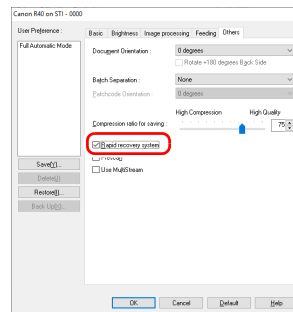 Canon R40 on STI - 0000
User Preference :
Full Automatic Mode
Save(Y)...
Delete(J)
Restore(I)...
Basic Brightness Image processing Feeding Others
Document Orientation : 0 degrees
Rotate +180 degrees Back Side
Batch Separation : None
Patchcode Orientation : 0 degrees
High Compression High Quality
Compression ratio for saving : 75
Rapid recovery system
Prescan
Use MultiStream
OK Cancel Default Help